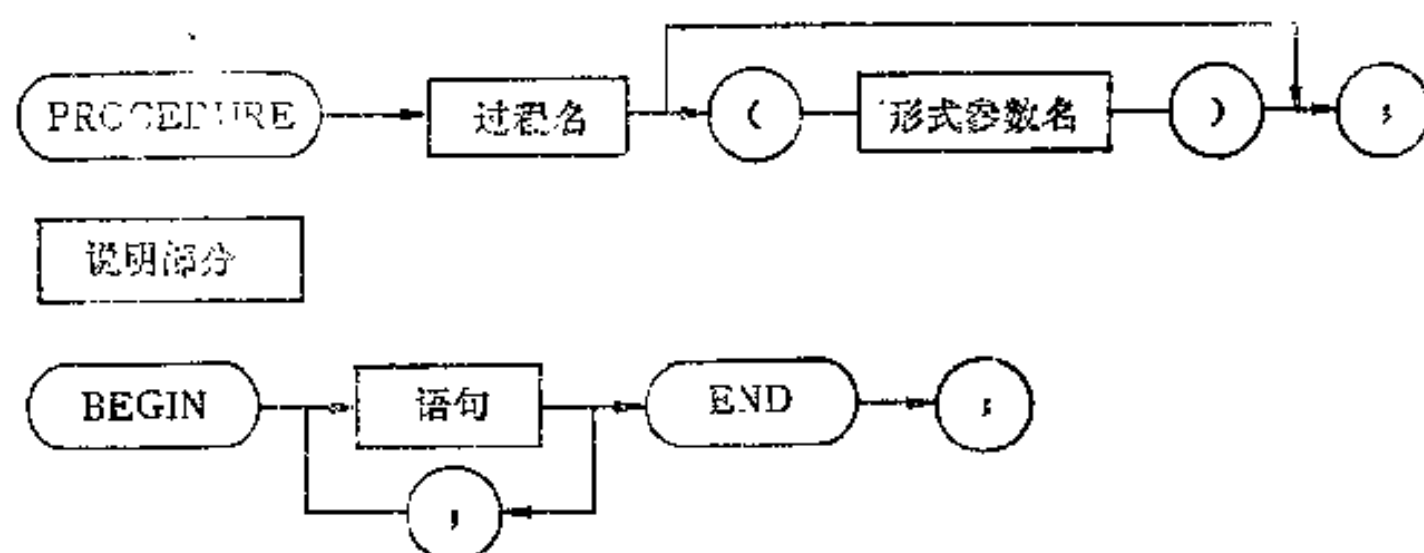 PROCEDURE 过程名 ( 形式参数名 ) ;
说明部分
BEGIN 语句 END ;
;